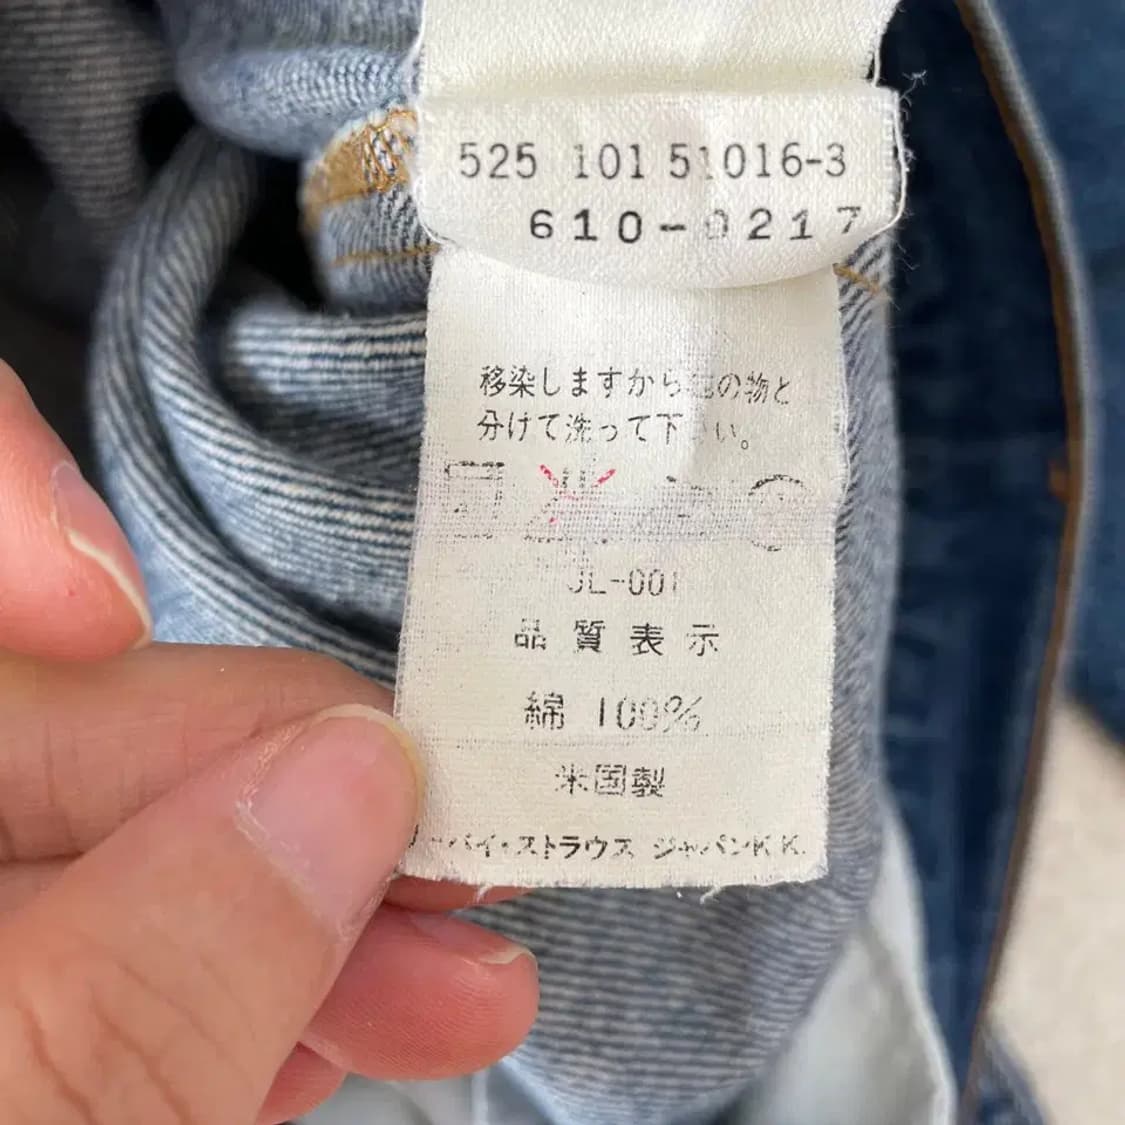 525 101 51016-3
610-0217
移染しますから他の物と
分けて洗って下さい。
JL-001
品質表示
綿 100%
米国製
リーバイ・ストラウス ジャパンK.K.